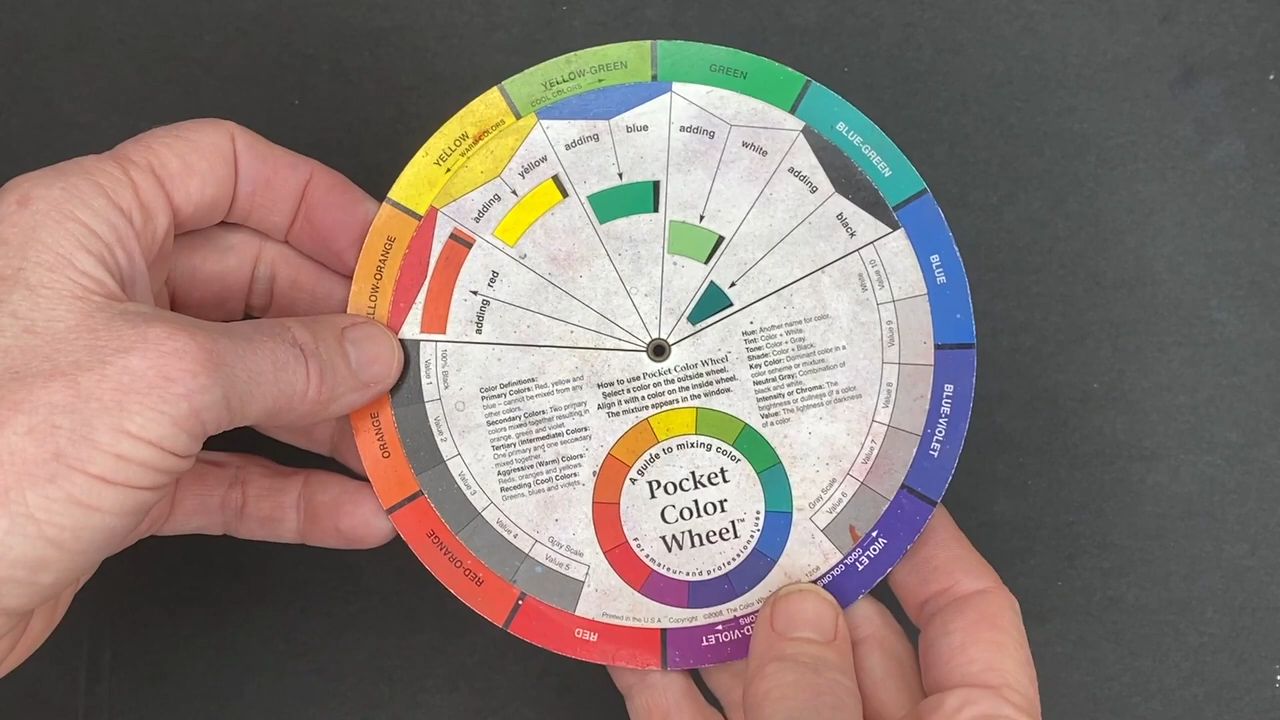 YELLOW-GREEN
COOL COLORS
GREEN
BLUE-GREEN
BLUE
BLUE-VIOLET
VIOLET
COOL COLORS
RED
RED-ORANGE
ORANGE
YELLOW
WARM COLORS
adding red
adding yellow
adding blue
adding white
adding black
100% Black
Value 1
Value 2
Value 3
Value 4
Value 5
Gray Scale
White
Value 10
Value 9
Value 8
Value 7
Value 6
Gray Scale
Color Definitions:
Primary Colors: Red, yellow and
blue – cannot be mixed from any
other colors.
Secondary Colors: Two primary
colors mixed together resulting in
orange, green and violet.
Tertiary (Intermediate) Colors:
One primary and one secondary
mixed together.
Aggressive (Warm) Colors:
Reds, oranges and yellows.
Receding (Cool) Colors:
Greens, blues and violets.
How to use Pocket Color Wheel™
Select a color on the outside wheel.
Align it with a color on the inside wheel.
The mixture appears in the window.
Hue: Another name for color.
Tint: Color + White.
Tone: Color + Gray.
Shade: Color + Black.
Key Color: Dominant color in a
color scheme or mixture.
Neutral Gray: Combination of
black and white.
Intensity or Chroma: The
brightness or dullness of a color.
Value: The lightness or darkness
of a color.
A guide to mixing color
Pocket
Color
Wheel™
For amateur and professional use
Printed in the U.S.A. Copyright ©2008, The Color
12/08